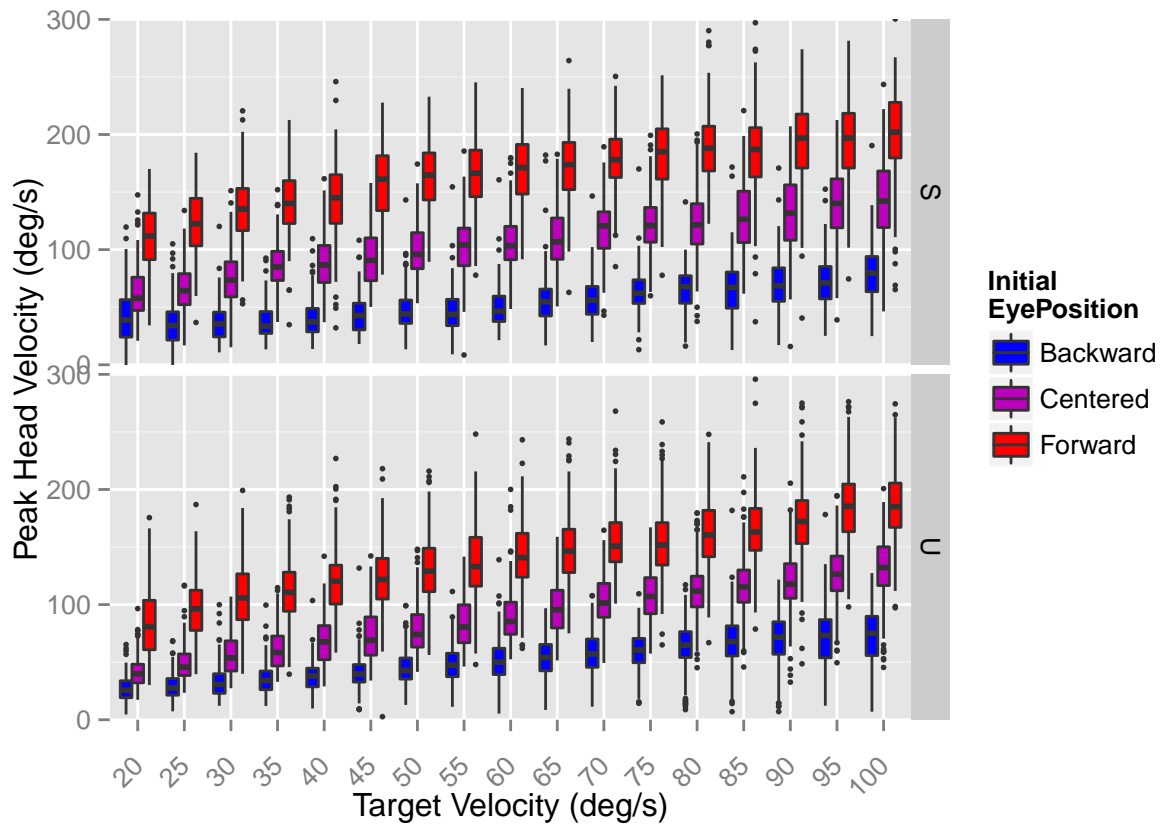 300
200
100
0
S
300
200
100
0
U
Peak Head Velocity (deg/s)
20 25 30 35 40 45 50 55 60 65 70 75 80 85 90 95 100
Target Velocity (deg/s)
Initial
EyePosition
Backward
Centered
Forward